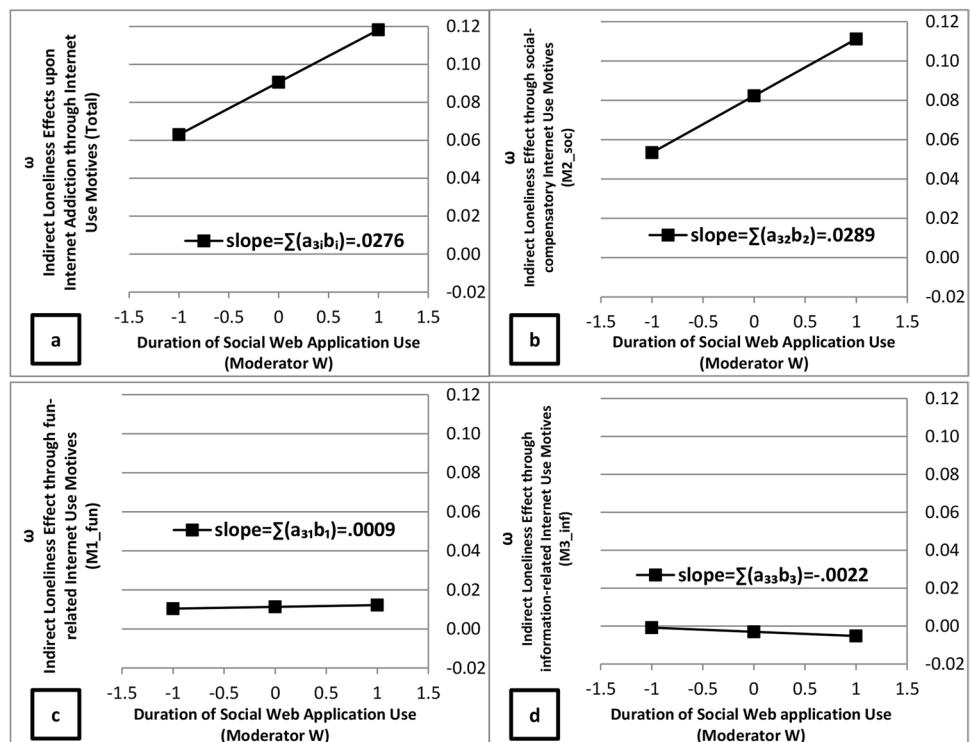 ω
Indirect Loneliness Effects upon
Internet Addiction through Internet
Use Motives (Total)
0.12
0.10
0.08
0.06
0.04
0.02
0.00
-0.02
slope=∑(a₃ᵢbᵢ)=.0276
-1.5 -1 -0.5 0 0.5 1 1.5
a
Duration of Social Web Application Use
(Moderator W)
ω
Indirect Loneliness Effect through social-
compensatory Internet Use Motives
(M2_soc)
0.12
0.10
0.08
0.06
0.04
0.02
0.00
-0.02
slope=∑(a₃₂b₂)=.0289
-1.5 -1 -0.5 0 0.5 1 1.5
b
Duration of Social Web Application Use
(Moderator W)
ω
Indirect Loneliness Effect through fun-
related Internet Use Motives
(M1_fun)
0.12
0.10
0.08
0.06
0.04
0.02
0.00
-0.02
slope=∑(a₃₁b₁)=.0009
-1.5 -1 -0.5 0 0.5 1 1.5
c
Duration of Social Web Application Use
(Moderator W)
ω
Indirect Loneliness Effect through
information-related Internet Use Motives
(M3_inf)
0.12
0.10
0.08
0.06
0.04
0.02
0.00
-0.02
slope=∑(a₃₃b₃)=-.0022
-1.5 -1 -0.5 0 0.5 1 1.5
d
Duration of Social Web application Use
(Moderator W)